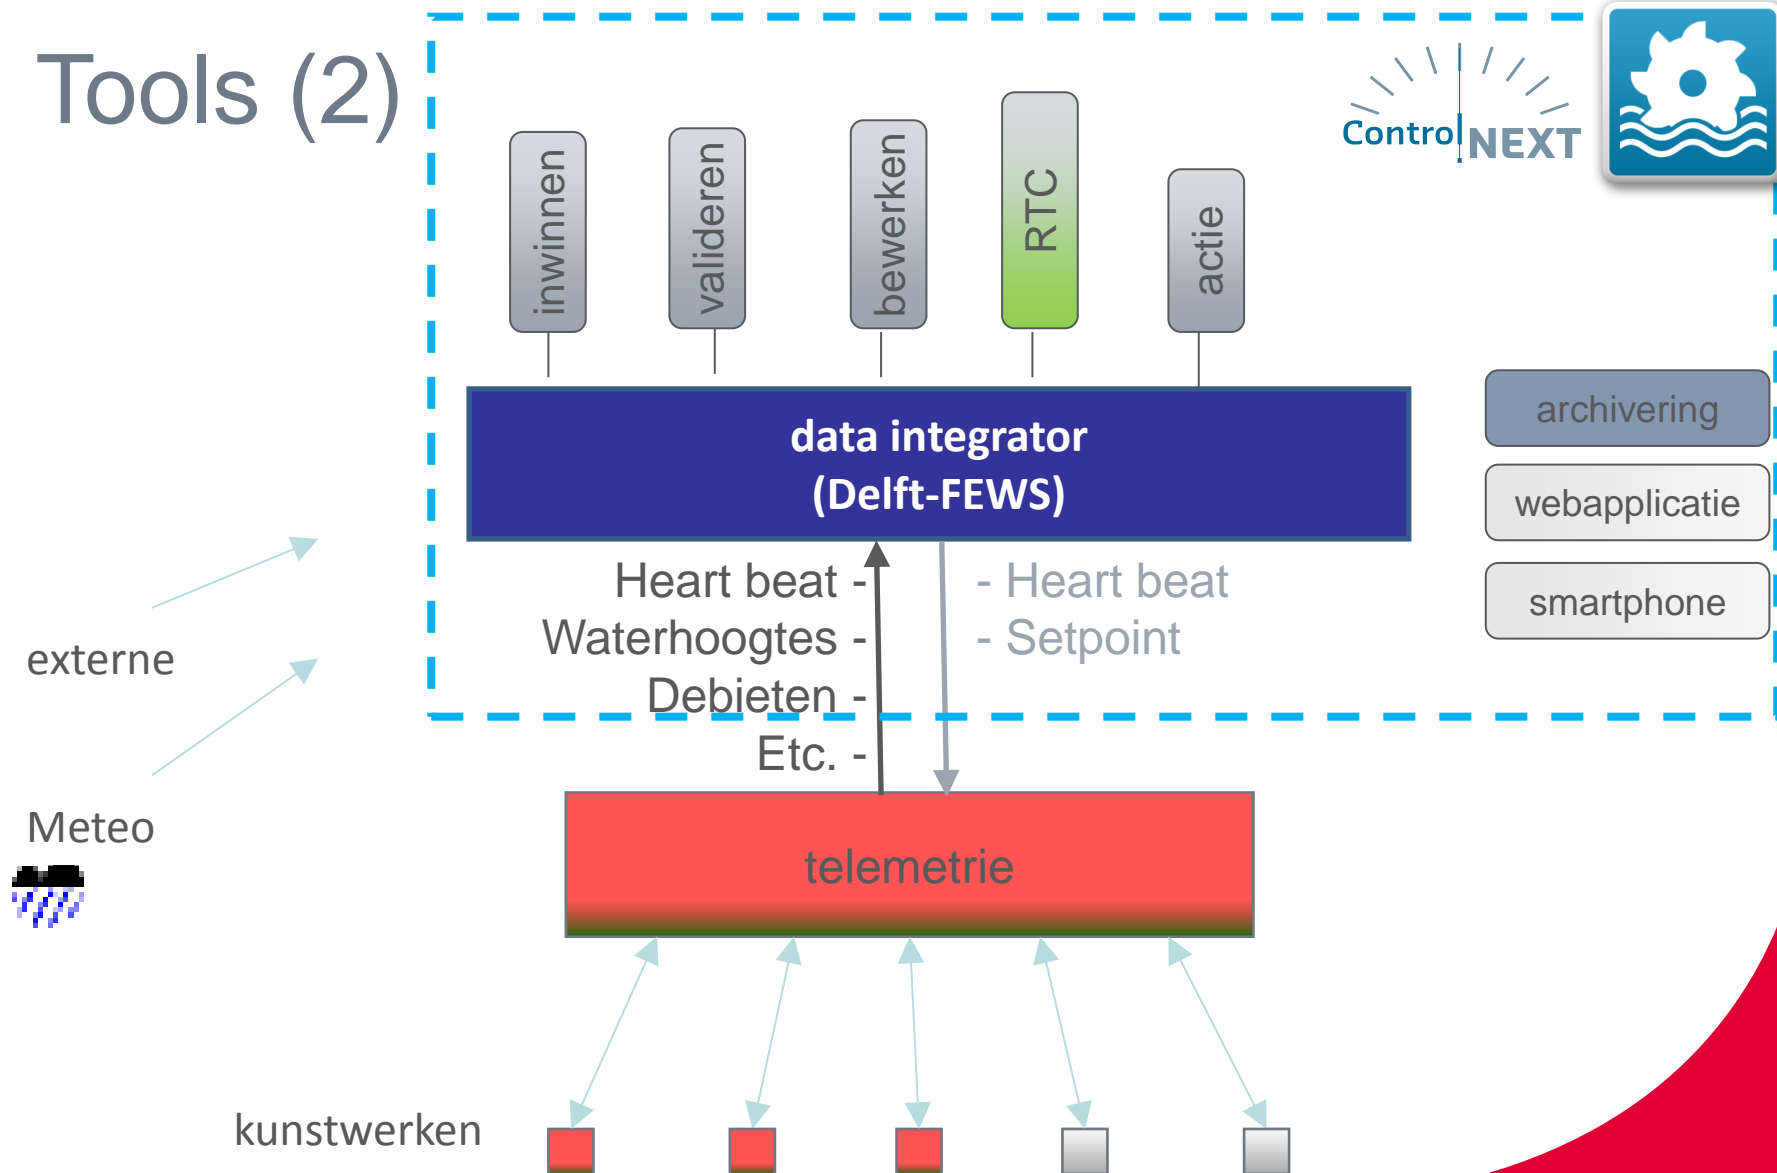 Tools (2)
Control NEXT
inwinnen
valideren
bewerken
RTC
actie
data integrator
(Delft-FEWS)
archivering
webapplicatie
smartphone
Heart beat -
Waterhoogtes -
Debieten -
Etc. -
- Heart beat
- Setpoint
externe
Meteo
telemetrie
kunstwerken